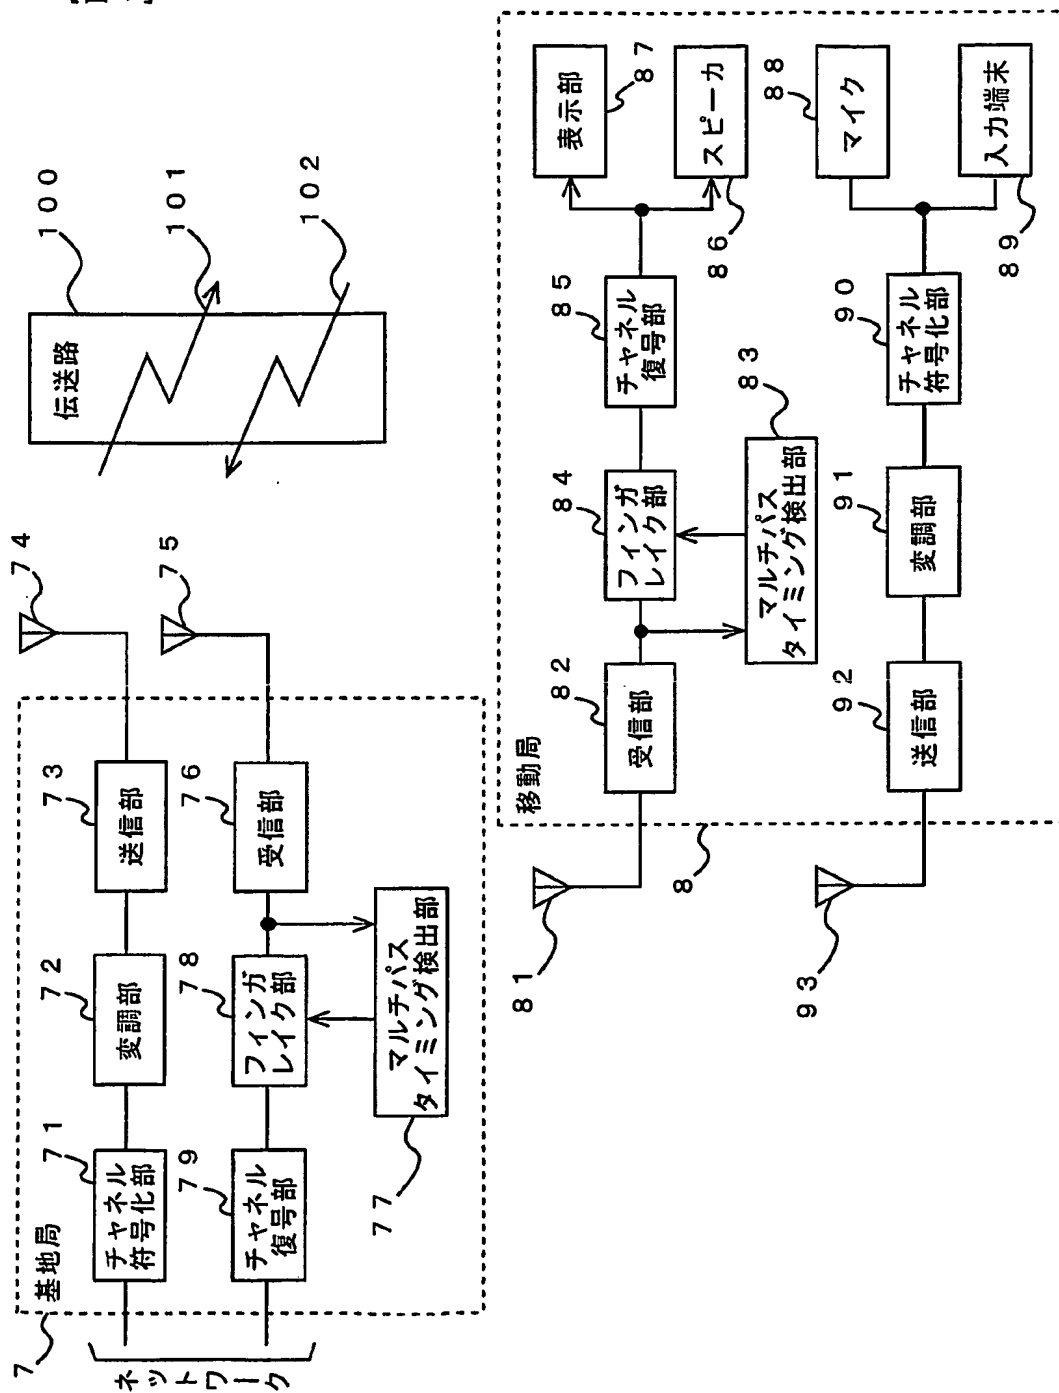 7
基地局
ネットワーク
71
チャネル
符号化部
72
変調部
73
送信部
74
75
79
チャネル
復号部
78
フィンガ
レイク部
76
受信部
77
マルチパス
タイミング検出部
100
伝送路
101
102
移動局
8
81
82
受信部
84
フィンガ
レイク部
85
チャネル
復号部
87
表示部
スピーカ
86
83
マルチパス
タイミング検出部
88
マイク
入力端末
89
90
チャネル
符号化部
91
変調部
92
送信部
93